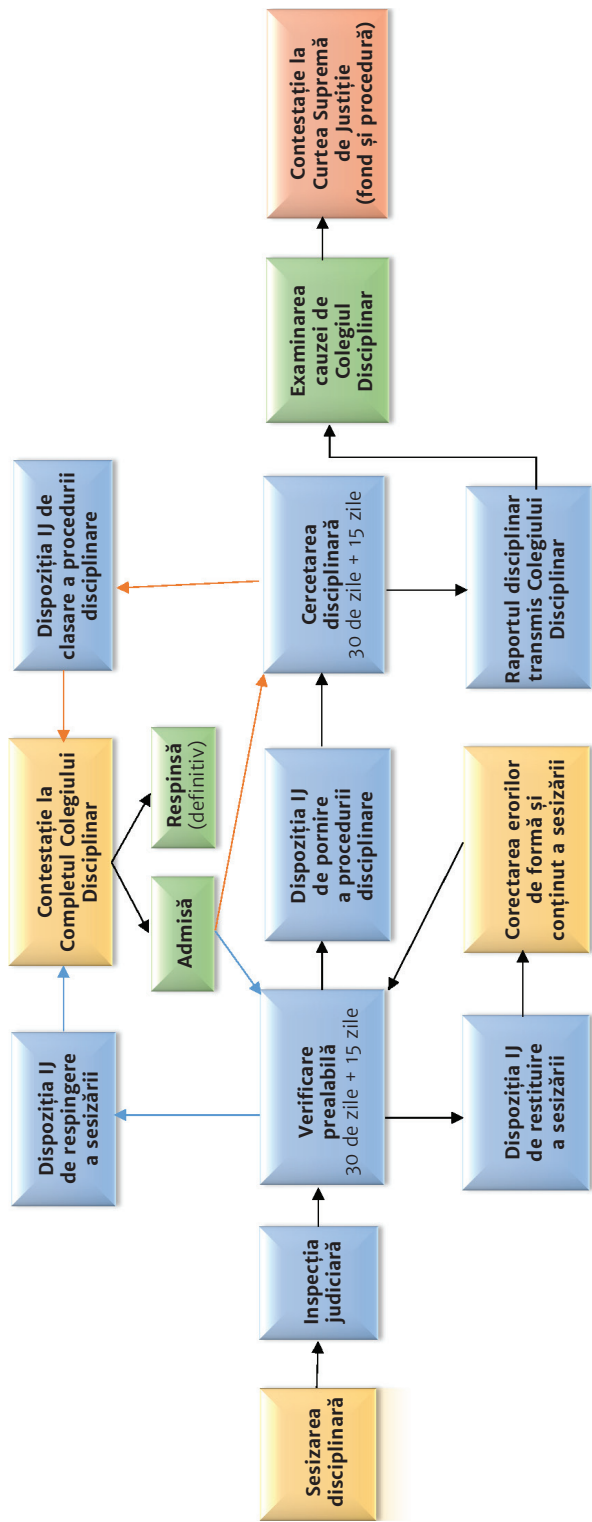 Sesizarea
disciplinară
Inspecția
judiciară
Verificare
prealabilă
30 de zile + 15 zile
Dispoziția IJ
de respingere
a sesizării
Dispoziția IJ
de restituire
a sesizării
Contestație la
Completul Colegiului
Disciplinar
Admisă
Respinsă
(definitiv)
Dispoziția IJ
de pornire
a procedurii
disciplinare
Corectarea erorilor
de formă și
conținut a sesizării
Dispoziția IJ de
clasare a procedurii
disciplinare
Cercetarea
disciplinară
30 de zile + 15 zile
Raportul disciplinar
transmis Colegiului
Disciplinar
Examinarea
cauzei de
Colegiul
Disciplinar
Contestație la
Curtea Supremă
de Justiție
(fond și procedură)